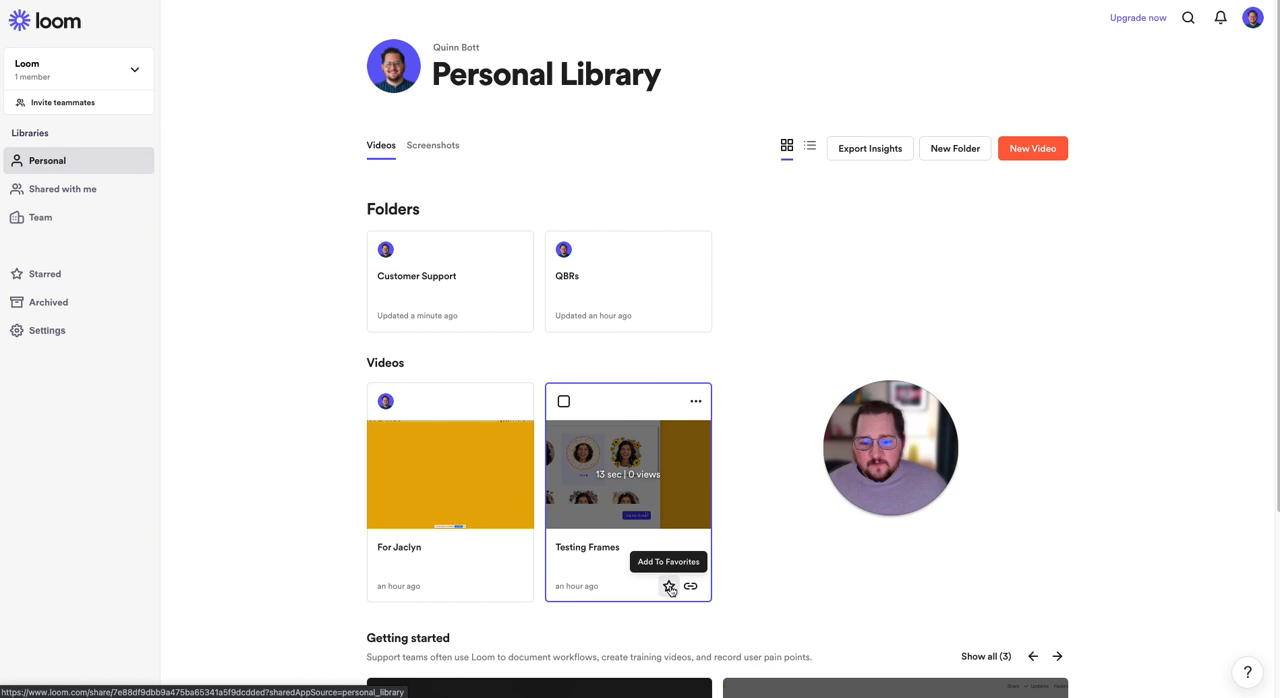 loom
Upgrade now
Loom
1 member
Invite teammates
Libraries
Personal
Shared with me
Team
Starred
Archived
Settings
Quinn Bott
Personal Library
Videos
Screenshots
Export Insights
New Folder
New Video
Folders
Customer Support
Updated a minute ago
QBRs
Updated an hour ago
Videos
For Jaclyn
an hour ago
13 sec | 0 views
Testing Frames
Add To Favorites
an hour ago
Getting started
Support teams often use Loom to document workflows, create training videos, and record user pain points.
Show all (3)
?
https://www.loom.com/share/7e88df9dbb9a475ba65341a5f9dcdded?sharedAppSource=personal_library